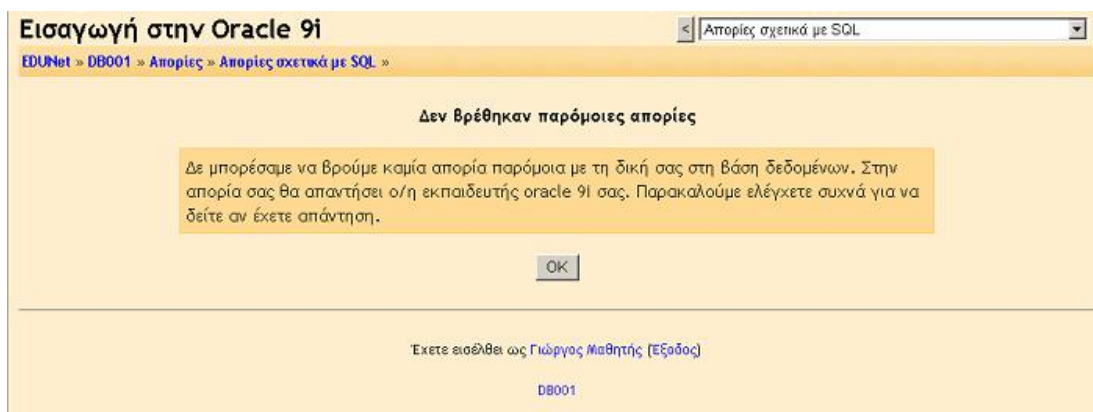 Εισαγωγή στην Oracle 9i
< Απορίες σχετικά με SQL
EDUNet » DB001 » Απορίες » Απορίες σχετικά με SQL »
Δεν βρέθηκαν παρόμοιες απορίες
Δε μπορέσαμε να βρούμε καμία απορία παρόμοια με τη δική σας στη βάση δεδομένων. Στην
απορία σας θα απαντήσει ο/η εκπαιδευτής oracle 9i σας. Παρακαλούμε ελέγχετε συχνά για να
δείτε αν έχετε απάντηση.
OK
Έχετε εισέλθει ως Γιώργος Μαθητής (Έξοδος)
DB001